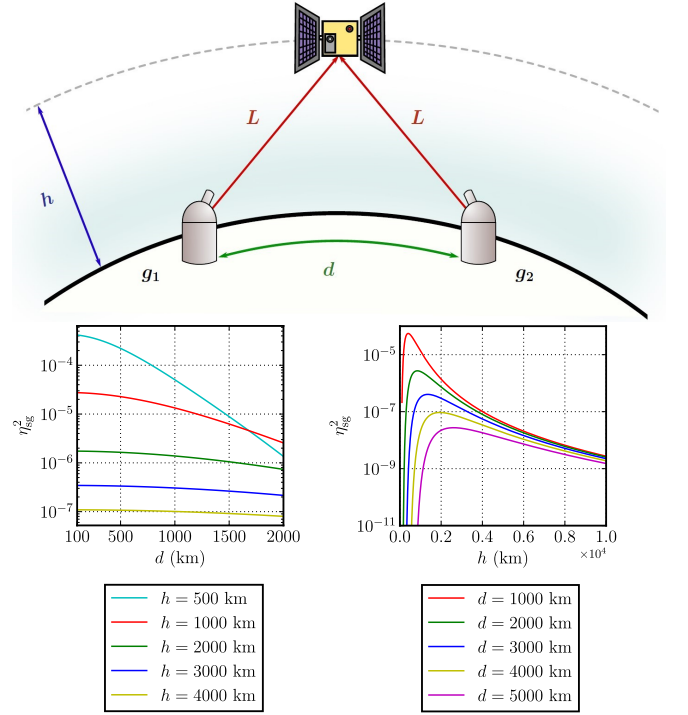 L
L
h
d
g₁
g₂
η²sg
10⁻⁴
10⁻⁵
10⁻⁶
10⁻⁷
100 500 1000 1500 2000
d (km)
η²sg
10⁻⁵
10⁻⁷
10⁻⁹
10⁻¹¹
0.0 0.2 0.4 0.6 0.8 1.0
×10⁴
h (km)
h = 500 km
h = 1000 km
h = 2000 km
h = 3000 km
h = 4000 km
d = 1000 km
d = 2000 km
d = 3000 km
d = 4000 km
d = 5000 km